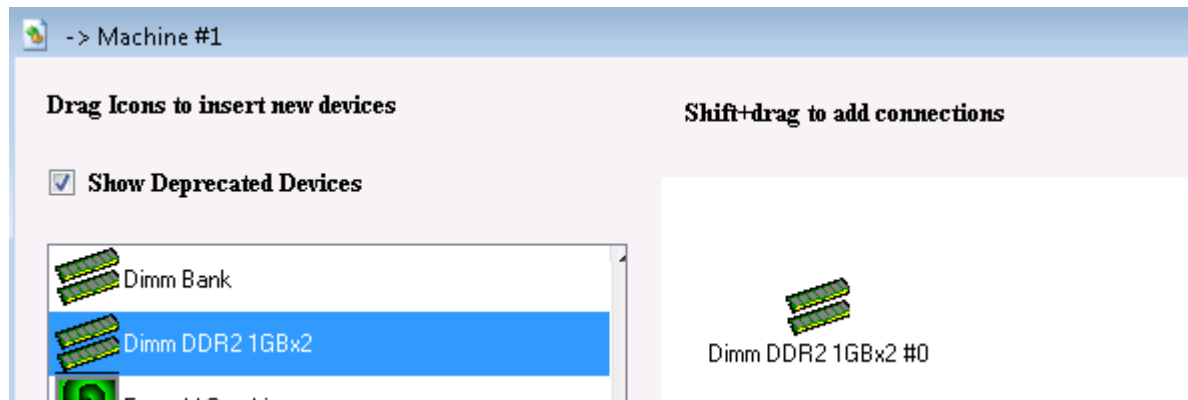 -> Machine #1
Drag Icons to insert new devices
Shift+drag to add connections
Show Deprecated Devices
Dimm Bank
Dimm DDR2 1GBx2
Dimm DDR2 1GBx2 #0